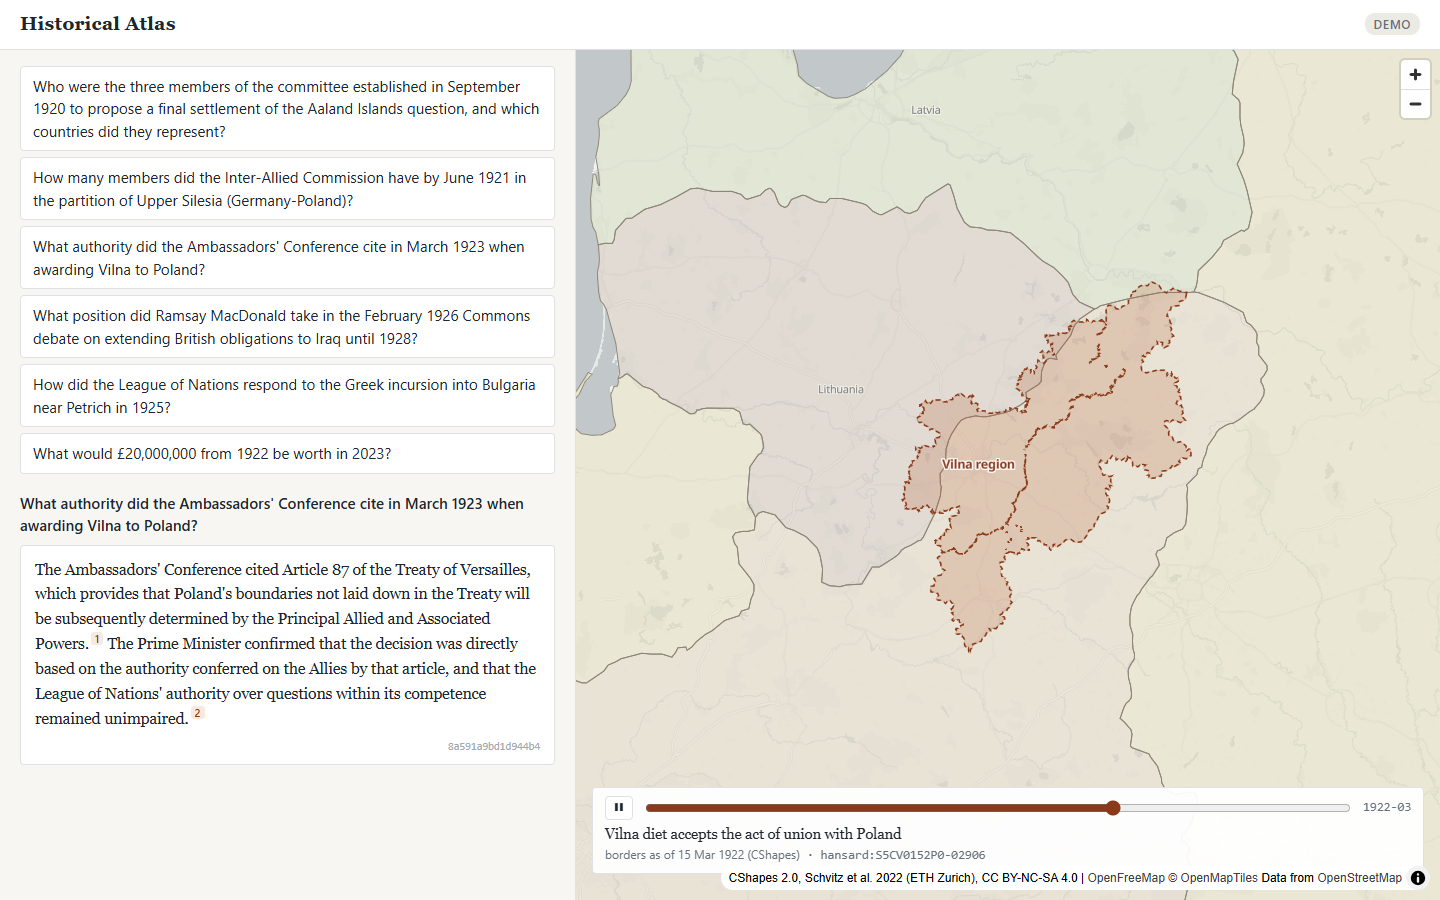 Historical Atlas
DEMO
Who were the three members of the committee established in September
1920 to propose a final settlement of the Aaland Islands question, and which
countries did they represent?
How many members did the Inter-Allied Commission have by June 1921 in
the partition of Upper Silesia (Germany-Poland)?
What authority did the Ambassadors' Conference cite in March 1923 when
awarding Vilna to Poland?
What position did Ramsay MacDonald take in the February 1926 Commons
debate on extending British obligations to Iraq until 1928?
How did the League of Nations respond to the Greek incursion into Bulgaria
near Petrich in 1925?
What would £20,000,000 from 1922 be worth in 2023?
What authority did the Ambassadors' Conference cite in March 1923 when
awarding Vilna to Poland?
The Ambassadors' Conference cited Article 87 of the Treaty of Versailles,
which provides that Poland's boundaries not laid down in the Treaty will
be subsequently determined by the Principal Allied and Associated
Powers. 1 The Prime Minister confirmed that the decision was directly
based on the authority conferred on the Allies by that article, and that the
League of Nations' authority over questions within its competence
remained unimpaired. 2
8a591a9bd1d944b4
Latvia
Lithuania
Vilna region
1922-03
Vilna diet accepts the act of union with Poland
borders as of 15 Mar 1922 (CShapes) · hansard:S5CV0152P0-02906
CShapes 2.0, Schvitz et al. 2022 (ETH Zurich), CC BY-NC-SA 4.0 | OpenFreeMap © OpenMapTiles Data from OpenStreetMap